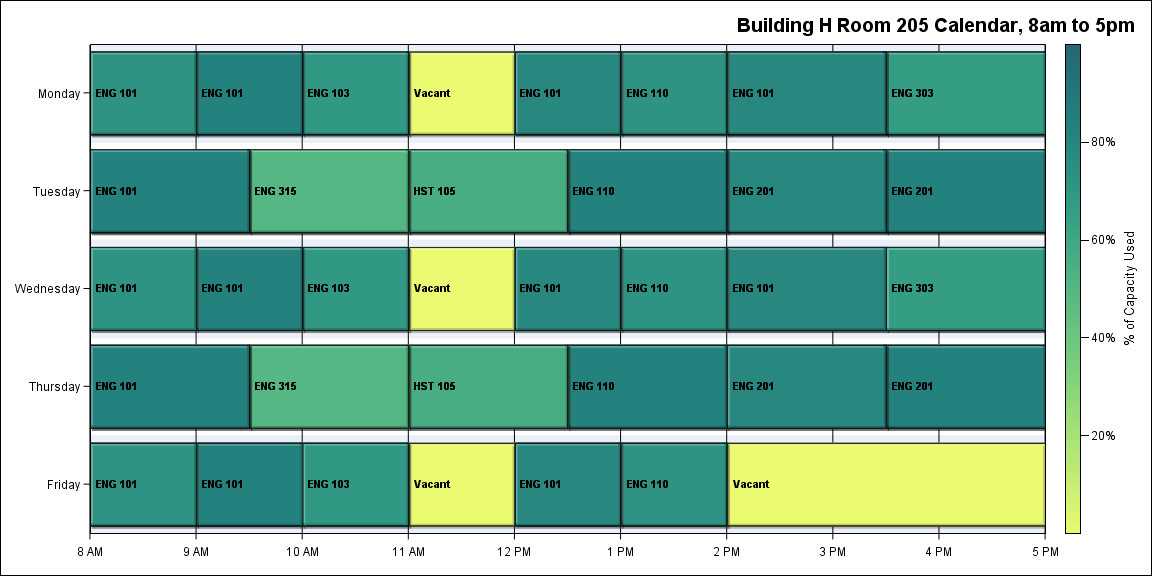 Building H Room 205 Calendar, 8am to 5pm
Monday
ENG 101
ENG 101
ENG 103
Vacant
ENG 101
ENG 110
ENG 101
ENG 303
Tuesday
ENG 101
ENG 315
HST 105
ENG 110
ENG 201
ENG 201
Wednesday
ENG 101
ENG 101
ENG 103
Vacant
ENG 101
ENG 110
ENG 101
ENG 303
Thursday
ENG 101
ENG 315
HST 105
ENG 110
ENG 201
ENG 201
Friday
ENG 101
ENG 101
ENG 103
Vacant
ENG 101
ENG 110
Vacant
8 AM
9 AM
10 AM
11 AM
12 PM
1 PM
2 PM
3 PM
4 PM
5 PM
80%
60%
40%
20%
% of Capacity Used